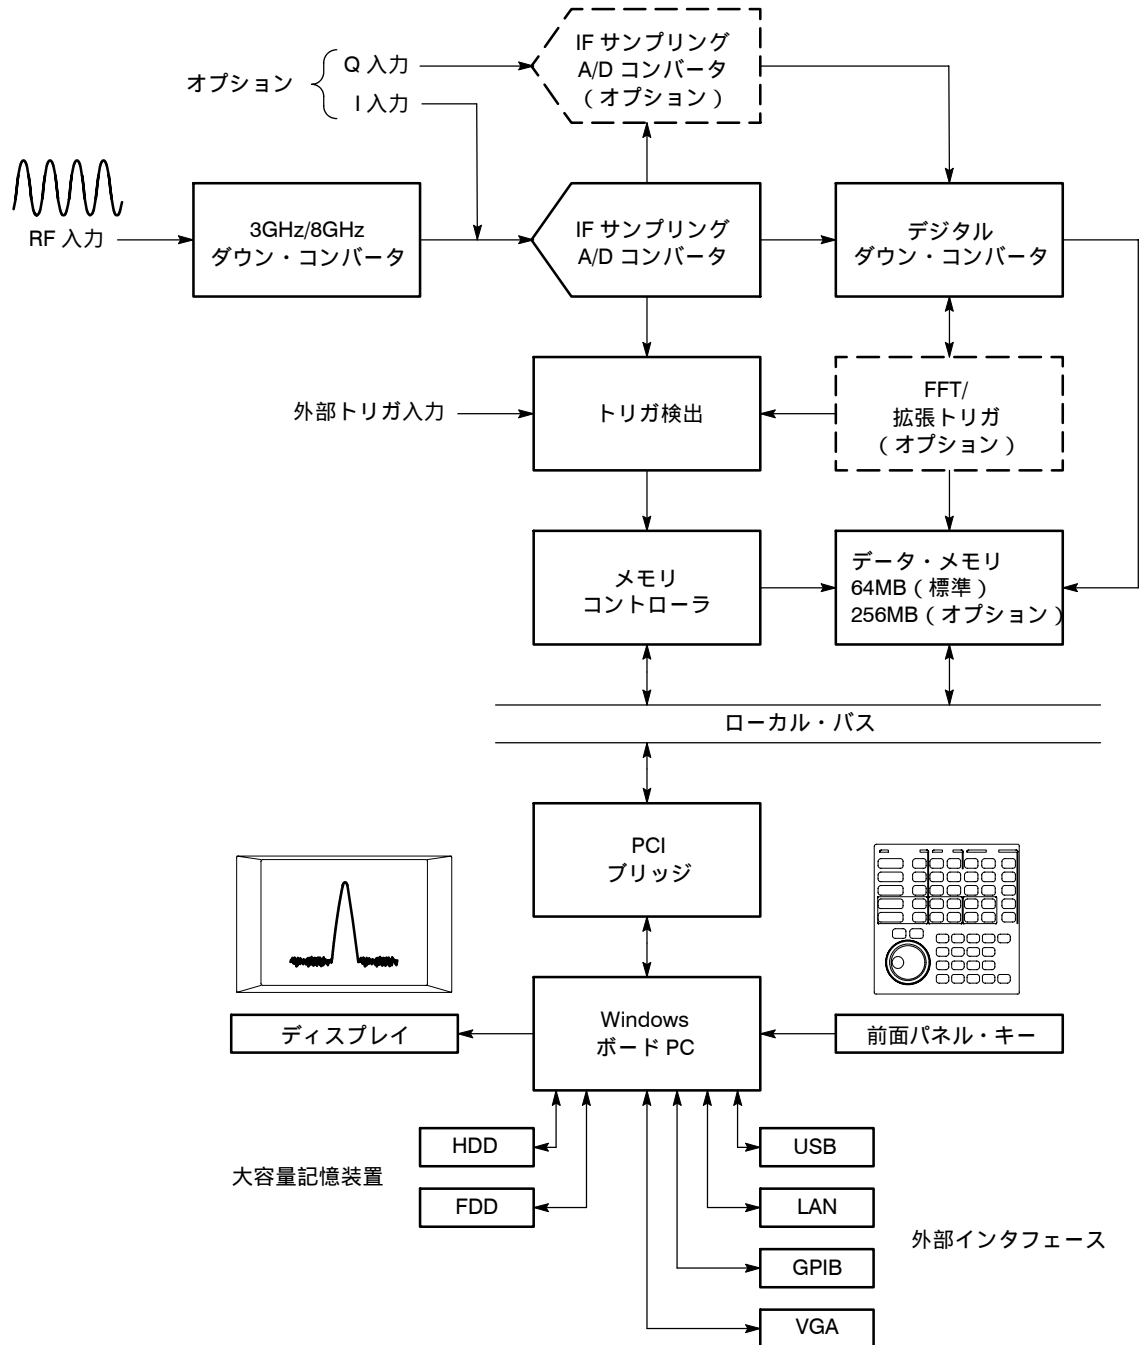 IF サンプリング
A/D コンバータ
（オプション）
オプション
Q 入力
I 入力
RF 入力
3GHz/8GHz
ダウン・コンバータ
IF サンプリング
A/D コンバータ
デジタル
ダウン・コンバータ
外部トリガ入力
トリガ検出
FFT/
拡張トリガ
（オプション）
メモリ
コントローラ
データ・メモリ
64MB（標準）
256MB（オプション）
ローカル・バス
PCI
ブリッジ
ディスプレイ
Windows
ボード PC
前面パネル・キー
大容量記憶装置
HDD
FDD
USB
LAN
GPIB
VGA
外部インタフェース